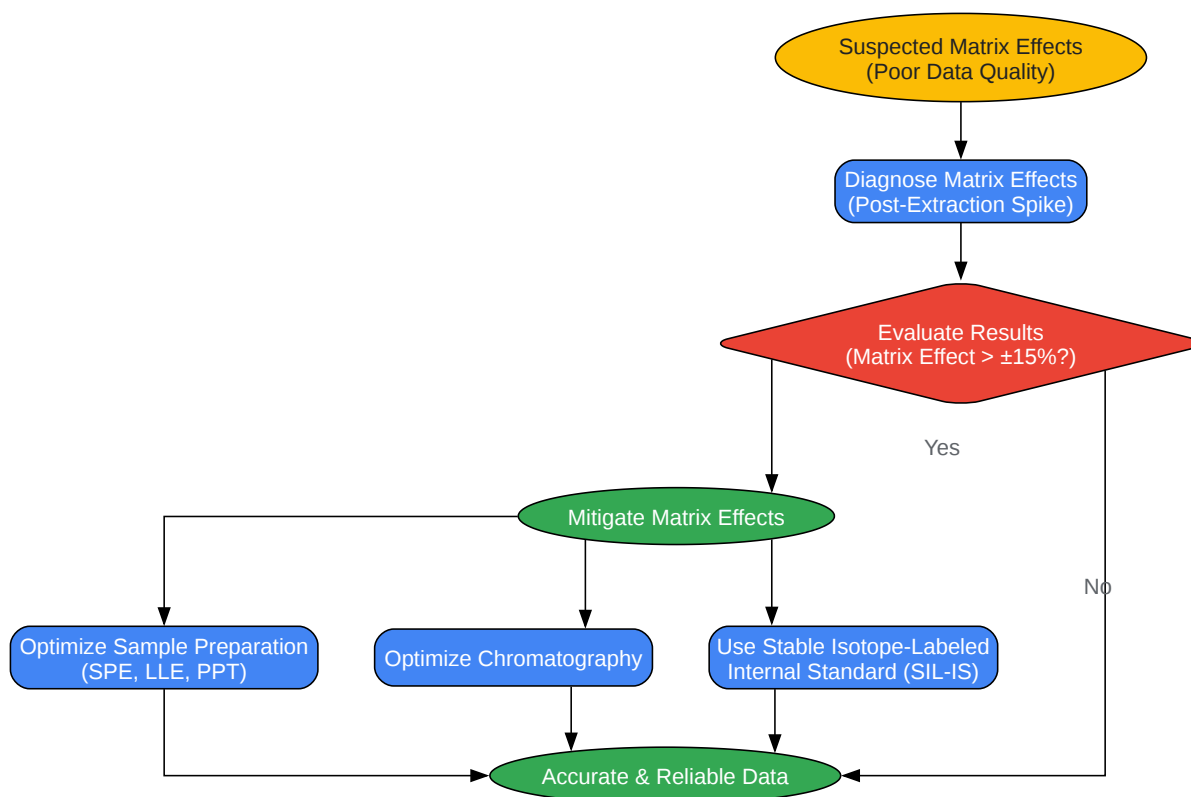 Suspected Matrix Effects
(Poor Data Quality)
Diagnose Matrix Effects
(Post-Extraction Spike)
Evaluate Results
(Matrix Effect > ±15%?)
Yes
Mitigate Matrix Effects
No
Optimize Sample Preparation
(SPE, LLE, PPT)
Optimize Chromatography
Use Stable Isotope-Labeled
Internal Standard (SIL-IS)
Accurate & Reliable Data